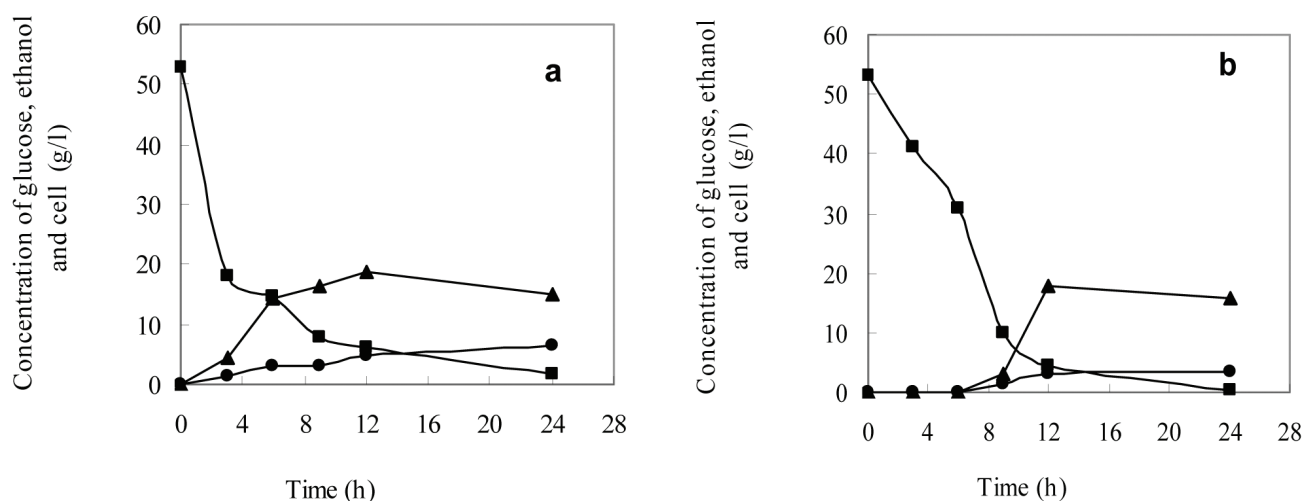 Concentration of glucose, ethanol
and cell (g/l)
60
50
40
30
20
10
0
a
0 4 8 12 16 20 24 28
Time (h)
Concentration of glucose, ethanol
and cell (g/l)
60
50
40
30
20
10
0
b
0 4 8 12 16 20 24 28
Time (h)